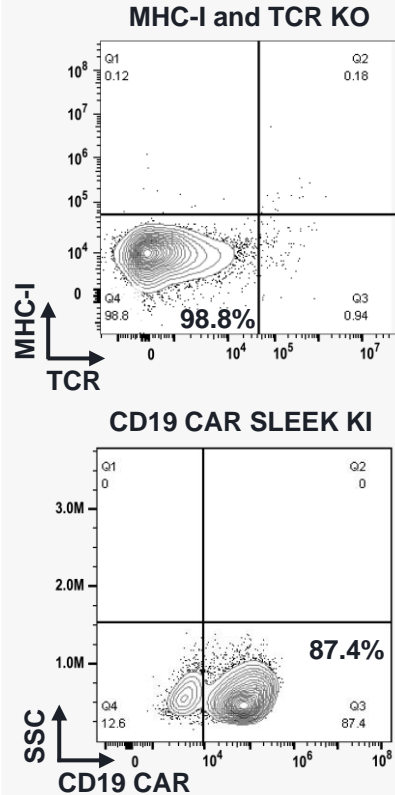 MHC-I and TCR KO
Q1
0.12
Q2
0.18
10^8
10^7
10^6
10^5
10^4
0
Q4
98.8
98.8%
Q3
0.94
0
10^4
10^5
10^7
MHC-I
TCR
CD19 CAR SLEEK KI
Q1
0
Q2
0
3.0M
2.0M
1.0M
87.4%
Q4
12.6
Q3
87.4
0
10^4
10^6
10^8
SSC
CD19 CAR